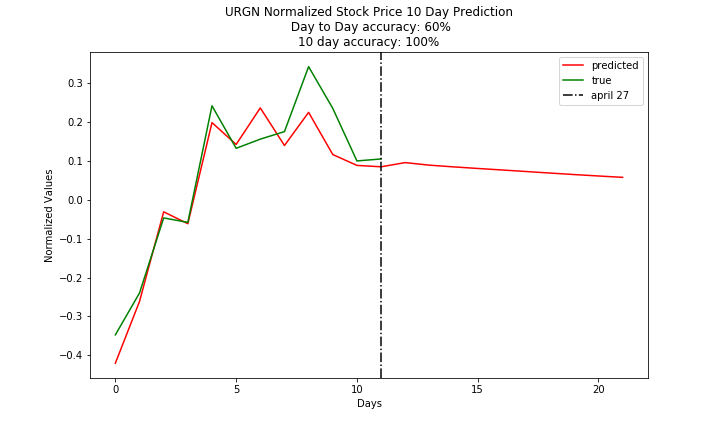 URGN Normalized Stock Price 10 Day Prediction
Day to Day accuracy: 60%
10 day accuracy: 100%
predicted
true
april 27
Normalized Values
0.3
0.2
0.1
0.0
−0.1
−0.2
−0.3
−0.4
0 5 10 15 20
Days